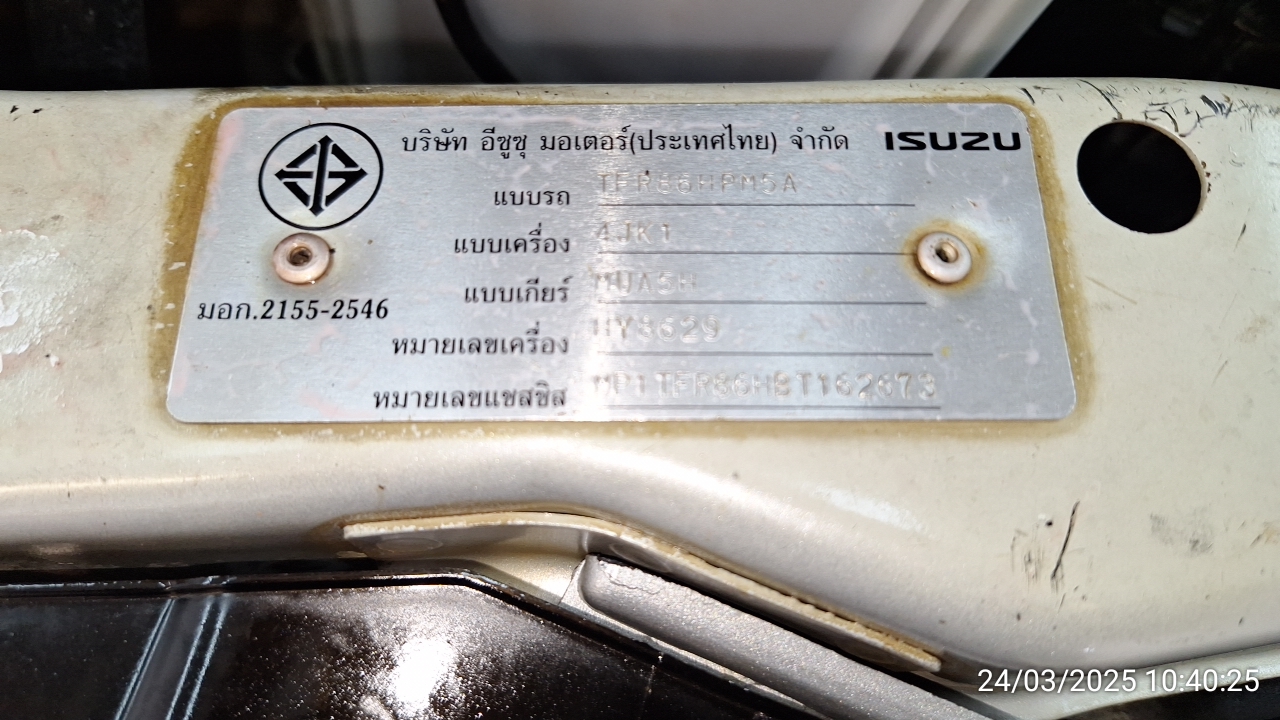 บริษัท อีซูซุ มอเตอร์(ประเทศไทย) จำกัด ISUZU
แบบรถ TFR86HPM5A
แบบเครื่อง 4JK1
แบบเกียร์ MUA5H
มอก.2155-2546
หมายเลขเครื่อง HY8629
หมายเลขแชสซิส
24/03/2025 10:40:25